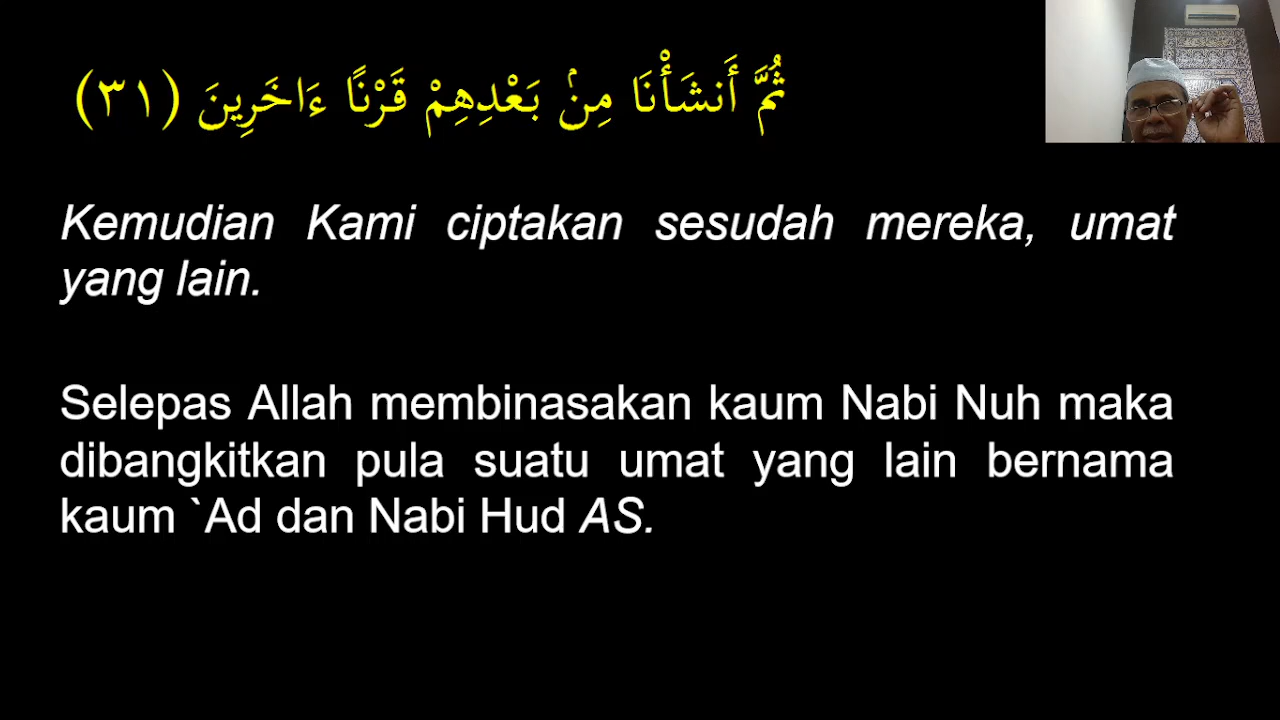 ثُمَّ أَنشَأْنَا مِنۢ بَعْدِهِمْ قَرْنًا ءَاخَرِينَ (٣١)
Kemudian Kami ciptakan sesudah mereka, umat
yang lain.
Selepas Allah membinasakan kaum Nabi Nuh maka
dibangkitkan pula suatu umat yang lain bernama
kaum `Ad dan Nabi Hud AS.